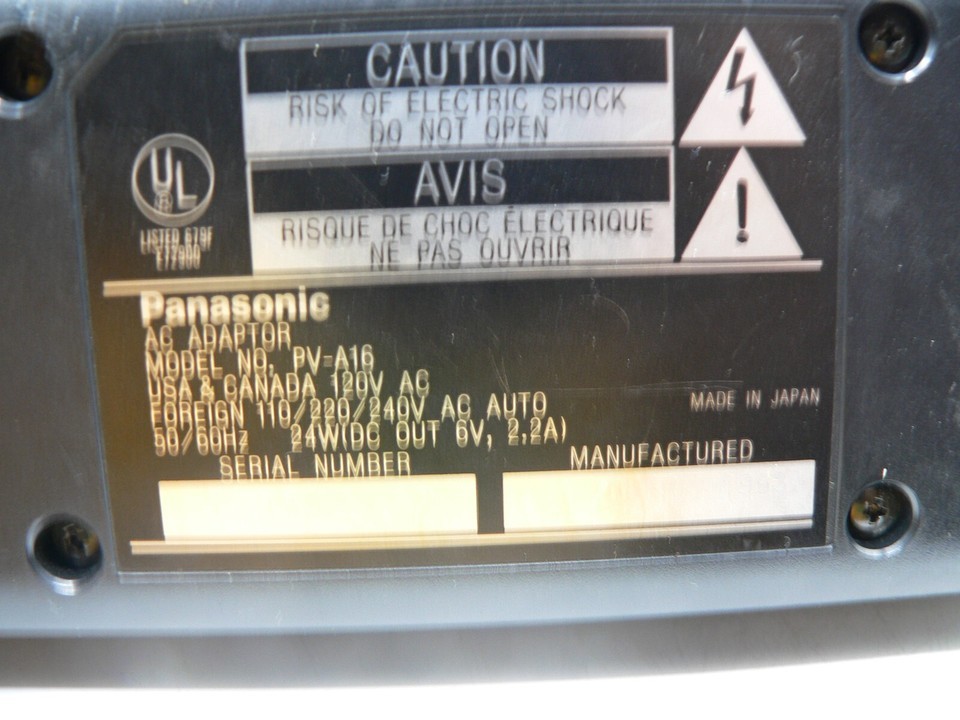 CAUTION
RISK OF ELECTRIC SHOCK
DO NOT OPEN
AVIS
RISQUE DE CHOC ÉLECTRIQUE
NE PAS OUVRIR
UL
LISTED 679F
E77900
Panasonic
AC ADAPTOR
MODEL NO. PV-A16
USA & CANADA 120V AC
FOREIGN 110/220/240V AC AUTO
50/60Hz 24W(DC OUT 6V, 2.2A)
MADE IN JAPAN
SERIAL NUMBER
MANUFACTURED